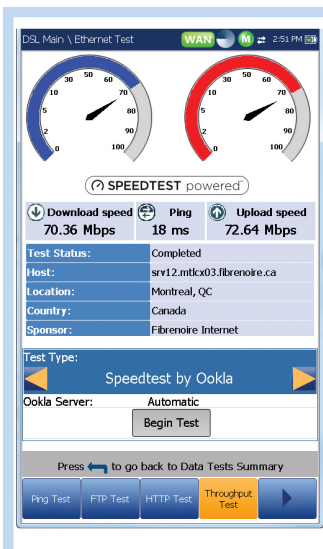 DSL Main \ Ethernet Test WAN M 2:51 PM
30 50 60
10 70
5 80
2 90
0 100
30 50 60
10 70
5 80
2 90
0 100
SPEEDTEST powered
Download speed Ping Upload speed
70.36 Mbps 18 ms 72.64 Mbps
Test Status: Completed
Host: srv12.mtlcx03.fibrenoire.ca
Location: Montreal, QC
Country: Canada
Sponsor: Fibrenoire Internet
Test Type:
Speedtest by Ookla
Ookla Server: Automatic
Begin Test
Press to go back to Data Tests Summary
Ping Test FTP Test HTTP Test Throughput
Test